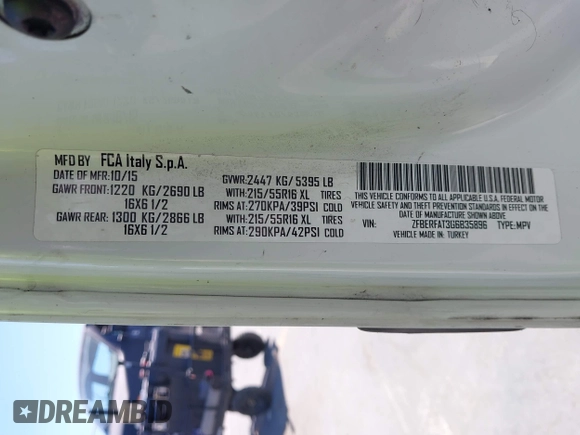 MFD BY FCA Italy S.p.A.
DATE OF MFR:10/15 GVWR:2447 KG/ 5395 LB
GAWR FRONT:1220 KG/2690 LB WITH:215/55R16 XL TIRES
16X6 1/2 RIMS AT:270KPA/39PSI COLD
GAWR REAR: 1300 KG/2866 LB WITH:215/55R16 XL TIRES
16X6 1/2 RIMS AT:290KPA/42PSI COLD
THIS VEHICLE CONFORMS TO ALL APPLICABLE U.S.A. FEDERAL MOTOR
VEHICLE SAFETY AND THEFT PREVENTION STANDARDS IN EFFECT ON THE
DATE OF MANUFACTURE SHOWN ABOVE.
VIN: ZFBERFAT3G6B35896 TYPE:MPV
VEHICLE MADE IN: TURKEY
DREAMBID